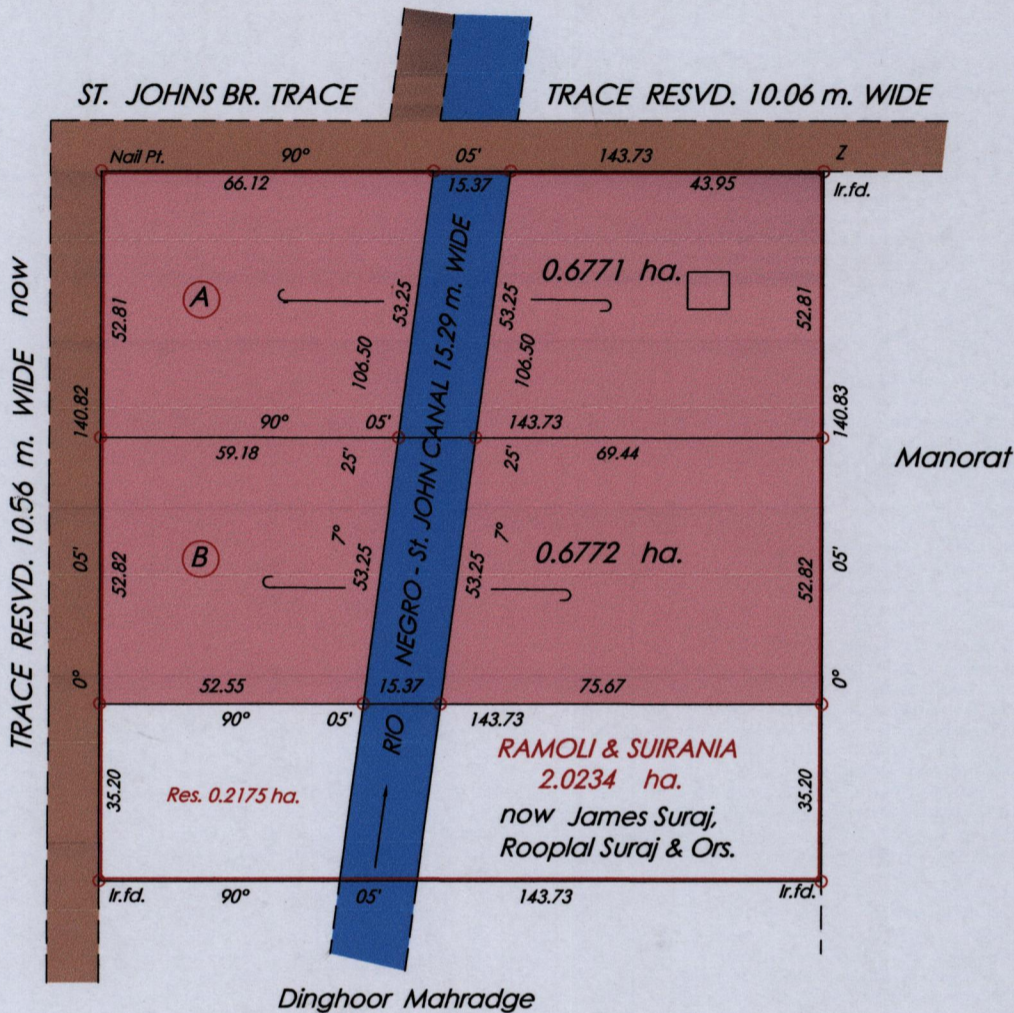 ST. JOHNS BR. TRACE
TRACE RESVD. 10.06 m. WIDE
Nail Pt.
90°
05'
143.73
Z
66.12
15.37
43.95
Ir.fd.
TRACE RESVD. 10.56 m. WIDE now
A
52.81
53.25
106.50
NEGRO - St. JOHN CANAL 15.29 m. WIDE
53.25
106.50
0.6771 ha.
52.81
140.82
90°
05'
143.73
140.83
59.18
25'
25'
69.44
Manorat
B
52.82
05'
7°
53.25
7°
53.25
0.6772 ha.
52.82
05'
0°
52.55
15.37
75.67
0°
90°
05'
143.73
RIO
RAMOLI & SUIRANIA
2.0234 ha.
now James Suraj,
Rooplal Suraj & Ors.
Res. 0.2175 ha.
35.20
35.20
Ir.fd.
90°
05'
143.73
Ir.fd.
Dinghoor Mahradge